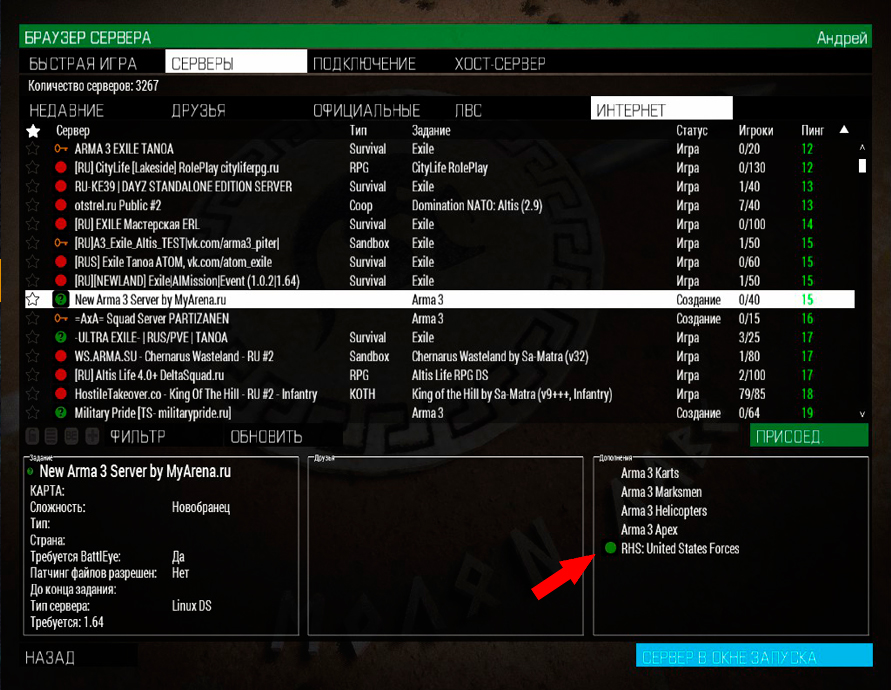 БРАУЗЕР СЕРВЕРА Андрей
БЫСТРАЯ ИГРА СЕРВЕРЫ ПОДКЛЮЧЕНИЕ ХОСТ-СЕРВЕР
Количество серверов: 3267
НЕДАВНИЕ ДРУЗЬЯ ОФИЦИАЛЬНЫЕ ЛВС ИНТЕРНЕТ
Сервер Тип Задание Статус Игроки Пинг
ARMA 3 EXILE TANOA Survival Exile Игра 0/20 12
[RU] CityLife [Lakeside] RolePlay cityliferpg.ru RPG CityLife RolePlay Игра 0/130 12
RU-KE39 | DAYZ STANDALONE EDITION SERVER Survival Exile Игра 1/40 13
otstrel.ru Public #2 Coop Domination NATO: Altis (2.9) Игра 7/40 13
[RU] EXILE Мастерская ERL Survival Exile Игра 0/100 14
[RU]A3_Exile_Altis_TEST|vk.com/arma3_piter| Sandbox Exile Игра 1/50 15
[RUS] Exile Tanoa ATOM, vk.com/atom_exile Survival Exile Игра 0/60 15
[RU][NEWLAND] Exile|AIMission|Event (1.0.2|1.64) Survival Exile Игра 1/50 15
New Arma 3 Server by MyArena.ru Arma 3 Создание 0/40 15
=AxA= Squad Server PARTIZANEN Arma 3 Создание 0/15 16
-ULTRA EXILE- | RUS/PVE | TANOA Survival Exile Игра 3/25 17
WS.ARMA.SU - Chernarus Wasteland - RU #2 Sandbox Chernarus Wasteland by Sa-Matra (v32) Игра 1/80 17
[RU] Altis Life 4.0+ DeltaSquad.ru RPG Altis Life RPG DS Игра 2/100 17
HostileTakeover.co - King Of The Hill - RU #2 - Infantry KOTH King of the Hill by Sa-Matra (v9+++, Infantry) Игра 79/85 18
Military Pride [TS- militarypride.ru] Arma 3 Создание 0/64 19
ФИЛЬТР ОБНОВИТЬ ПРИСОЕД.
Задание Друзья Дополнения
New Arma 3 Server by MyArena.ru Arma 3 Karts
КАРТА: Arma 3 Marksmen
Сложность: Новобранец Arma 3 Helicopters
Тип: Arma 3 Apex
Страна: RHS: United States Forces
Требуется BattlEye: Да
Патчинг файлов разрешен: Нет
До конца задания:
Тип сервера: Linux DS
Требуется: 1.64
НАЗАД СЕРВЕР В ОКНЕ ЗАПУСКА